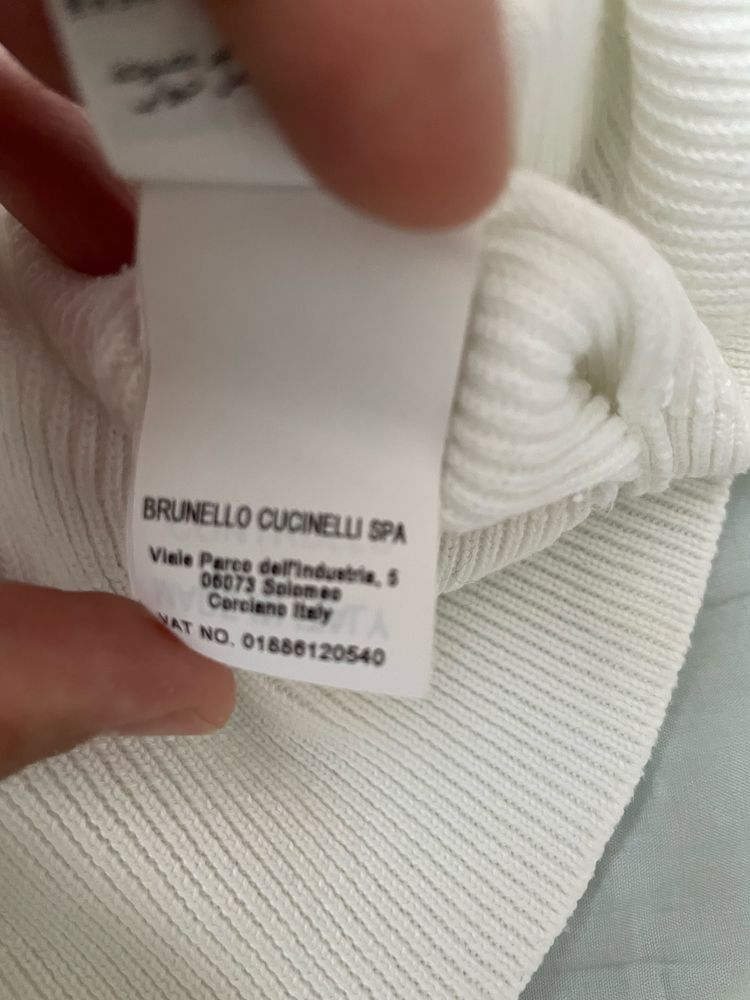 BRUNELLO CUCINELLI SPA
Viale Parco dell'Industria, 5
06073 Solomeo
Corciano Italy
VAT NO. 01886120540